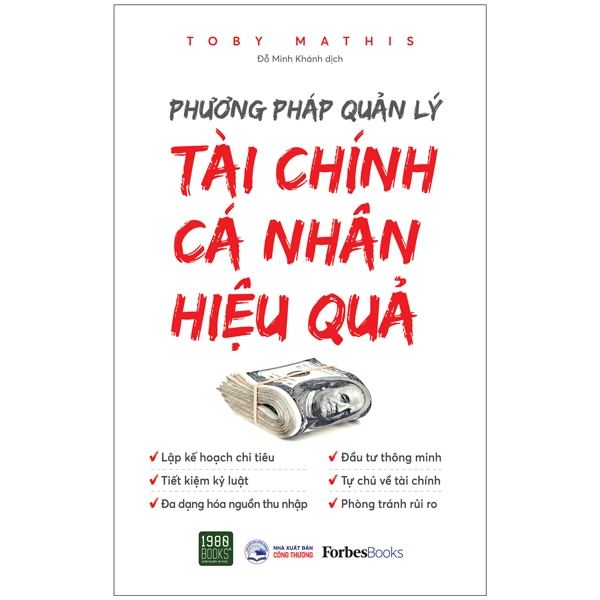 TOBY MATHIS
Đỗ Minh Khánh dịch
PHƯƠNG PHÁP QUẢN LÝ
TÀI CHÍNH
CÁ NHÂN
HIỆU QUẢ
✓ Lập kế hoạch chi tiêu
✓ Tiết kiệm kỷ luật
✓ Đa dạng hóa nguồn thu nhập
✓ Đầu tư thông minh
✓ Tự chủ về tài chính
✓ Phòng tránh rủi ro
1980
BOOKS
NHÀ XUẤT BẢN
CÔNG THƯƠNG
ForbesBooks